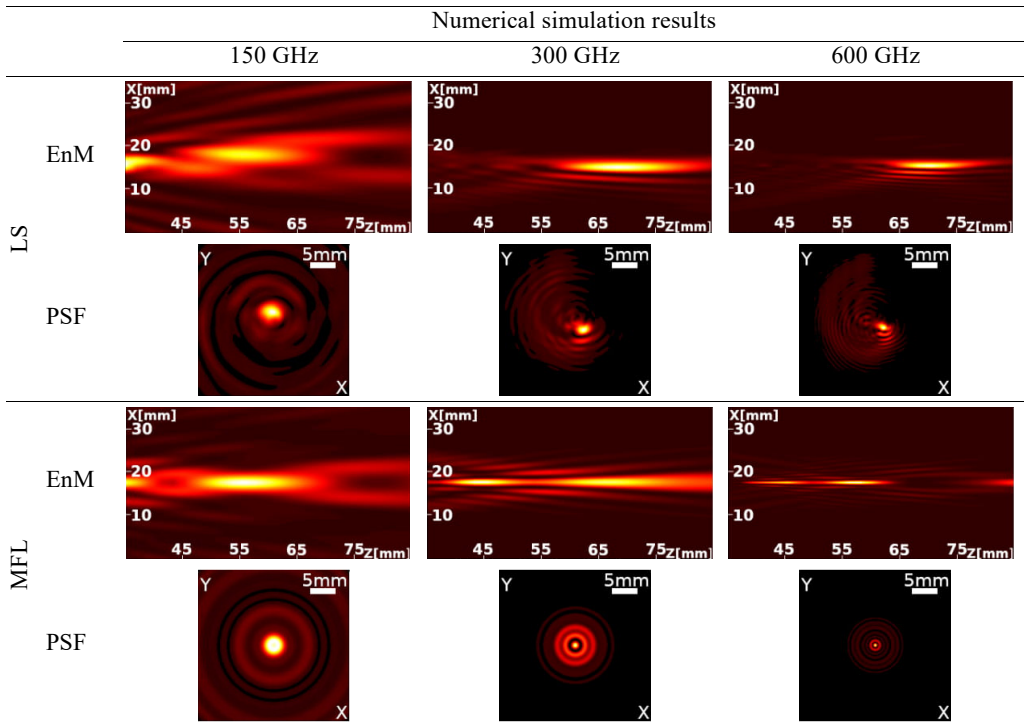 Numerical simulation results
150 GHz 300 GHz 600 GHz
LS
EnM
X[mm] X[mm] X[mm]
30 30 30
20 20 20
10 10 10
45 55 65 75 Z[mm] 45 55 65 75 Z[mm] 45 55 65 75 Z[mm]
PSF
Y 5mm Y 5mm Y 5mm
X X X
MFL
EnM
X[mm] X[mm] X[mm]
30 30 30
20 20 20
10 10 10
45 55 65 75 Z[mm] 45 55 65 75 Z[mm] 45 55 65 75 Z[mm]
PSF
Y 5mm Y 5mm Y 5mm
X X X